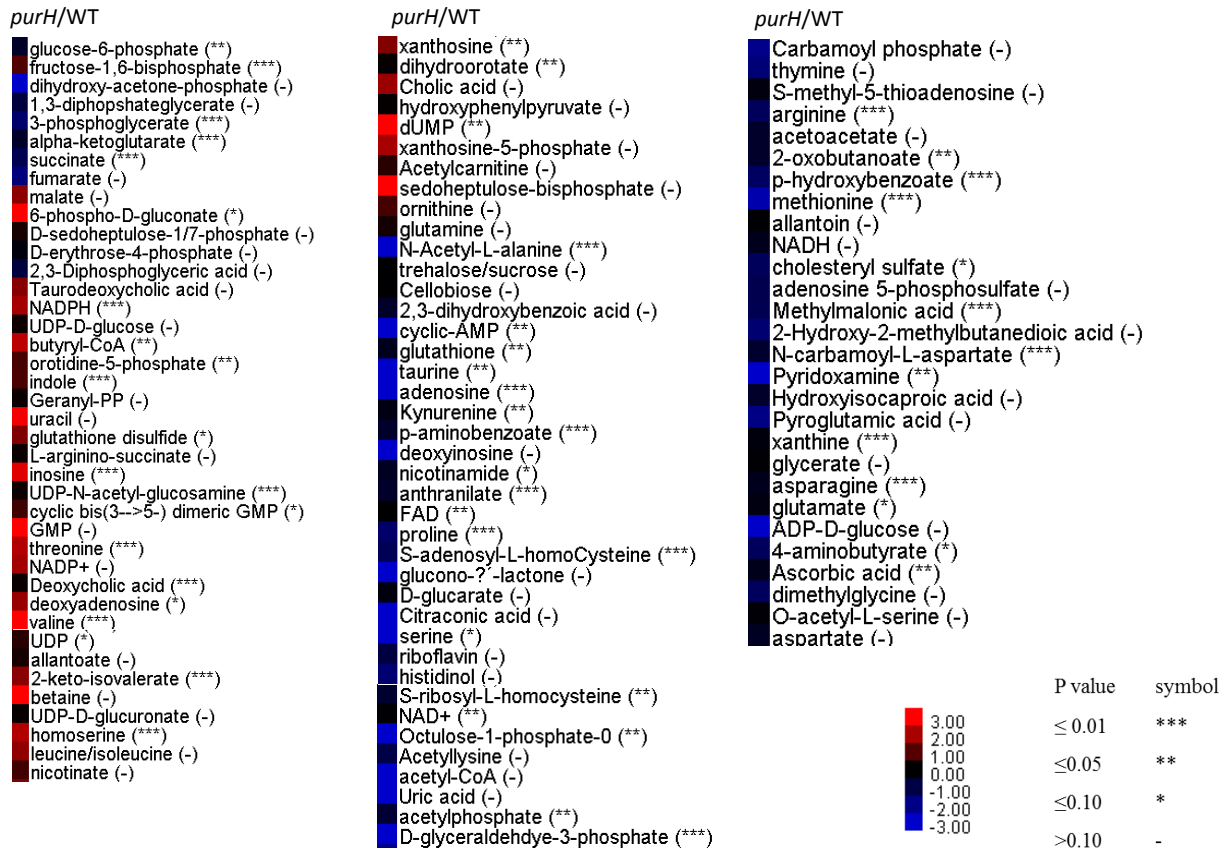 purH/WT
glucose-6-phosphate (**)
fructose-1,6-bisphosphate (***)
dihydroxy-acetone-phosphate (-)
1,3-diphopshateglycerate (-)
3-phosphoglycerate (***)
alpha-ketoglutarate (***)
succinate (***)
fumarate (-)
malate (-)
6-phospho-D-gluconate (*)
D-sedoheptulose-1/7-phosphate (-)
D-erythrose-4-phosphate (-)
2,3-Diphosphoglyceric acid (-)
Taurodeoxycholic acid (-)
NADPH (***)
UDP-D-glucose (-)
butyryl-CoA (**)
orotidine-5-phosphate (**)
indole (***)
Geranyl-PP (-)
uracil (-)
glutathione disulfide (*)
L-arginino-succinate (-)
inosine (***)
UDP-N-acetyl-glucosamine (***)
cyclic bis(3-->5-) dimeric GMP (*)
GMP (-)
threonine (***)
NADP+ (-)
Deoxycholic acid (***)
deoxyadenosine (*)
valine (***)
UDP (*)
allantoate (-)
2-keto-isovalerate (***)
betaine (-)
UDP-D-glucuronate (-)
homoserine (***)
leucine/isoleucine (-)
nicotinate (-)
purH/WT
xanthosine (**)
dihydroorotate (**)
Cholic acid (-)
hydroxyphenylpyruvate (-)
dUMP (**)
xanthosine-5-phosphate (-)
Acetylcarnitine (-)
sedoheptulose-bisphosphate (-)
ornithine (-)
glutamine (-)
N-Acetyl-L-alanine (***)
trehalose/sucrose (-)
Cellobiose (-)
2,3-dihydroxybenzoic acid (-)
cyclic-AMP (**)
glutathione (**)
taurine (**)
adenosine (***)
Kynurenine (**)
p-aminobenzoate (***)
deoxyinosine (-)
nicotinamide (*)
anthranilate (***)
FAD (**)
proline (***)
S-adenosyl-L-homoCysteine (***)
glucono-?´-lactone (-)
D-glucarate (-)
Citraconic acid (-)
serine (*)
riboflavin (-)
histidinol (-)
S-ribosyl-L-homocysteine (**)
NAD+ (**)
Octulose-1-phosphate-0 (**)
Acetyllysine (-)
acetyl-CoA (-)
Uric acid (-)
acetylphosphate (**)
D-glyceraldehdye-3-phosphate (***)
purH/WT
Carbamoyl phosphate (-)
thymine (-)
S-methyl-5-thioadenosine (-)
arginine (***)
acetoacetate (-)
2-oxobutanoate (**)
p-hydroxybenzoate (***)
methionine (***)
allantoin (-)
NADH (-)
cholesteryl sulfate (*)
adenosine 5-phosphosulfate (-)
Methylmalonic acid (***)
2-Hydroxy-2-methylbutanedioic acid (-)
N-carbamoyl-L-aspartate (***)
Pyridoxamine (**)
Hydroxyisocaproic acid (-)
Pyroglutamic acid (-)
xanthine (***)
glycerate (-)
asparagine (***)
glutamate (*)
ADP-D-glucose (-)
4-aminobutyrate (*)
Ascorbic acid (**)
dimethylglycine (-)
O-acetyl-L-serine (-)
aspartate (-)
3.00
2.00
1.00
0.00
-1.00
-2.00
-3.00
P value symbol
≤ 0.01 ***
≤0.05 **
≤0.10 *
>0.10 -